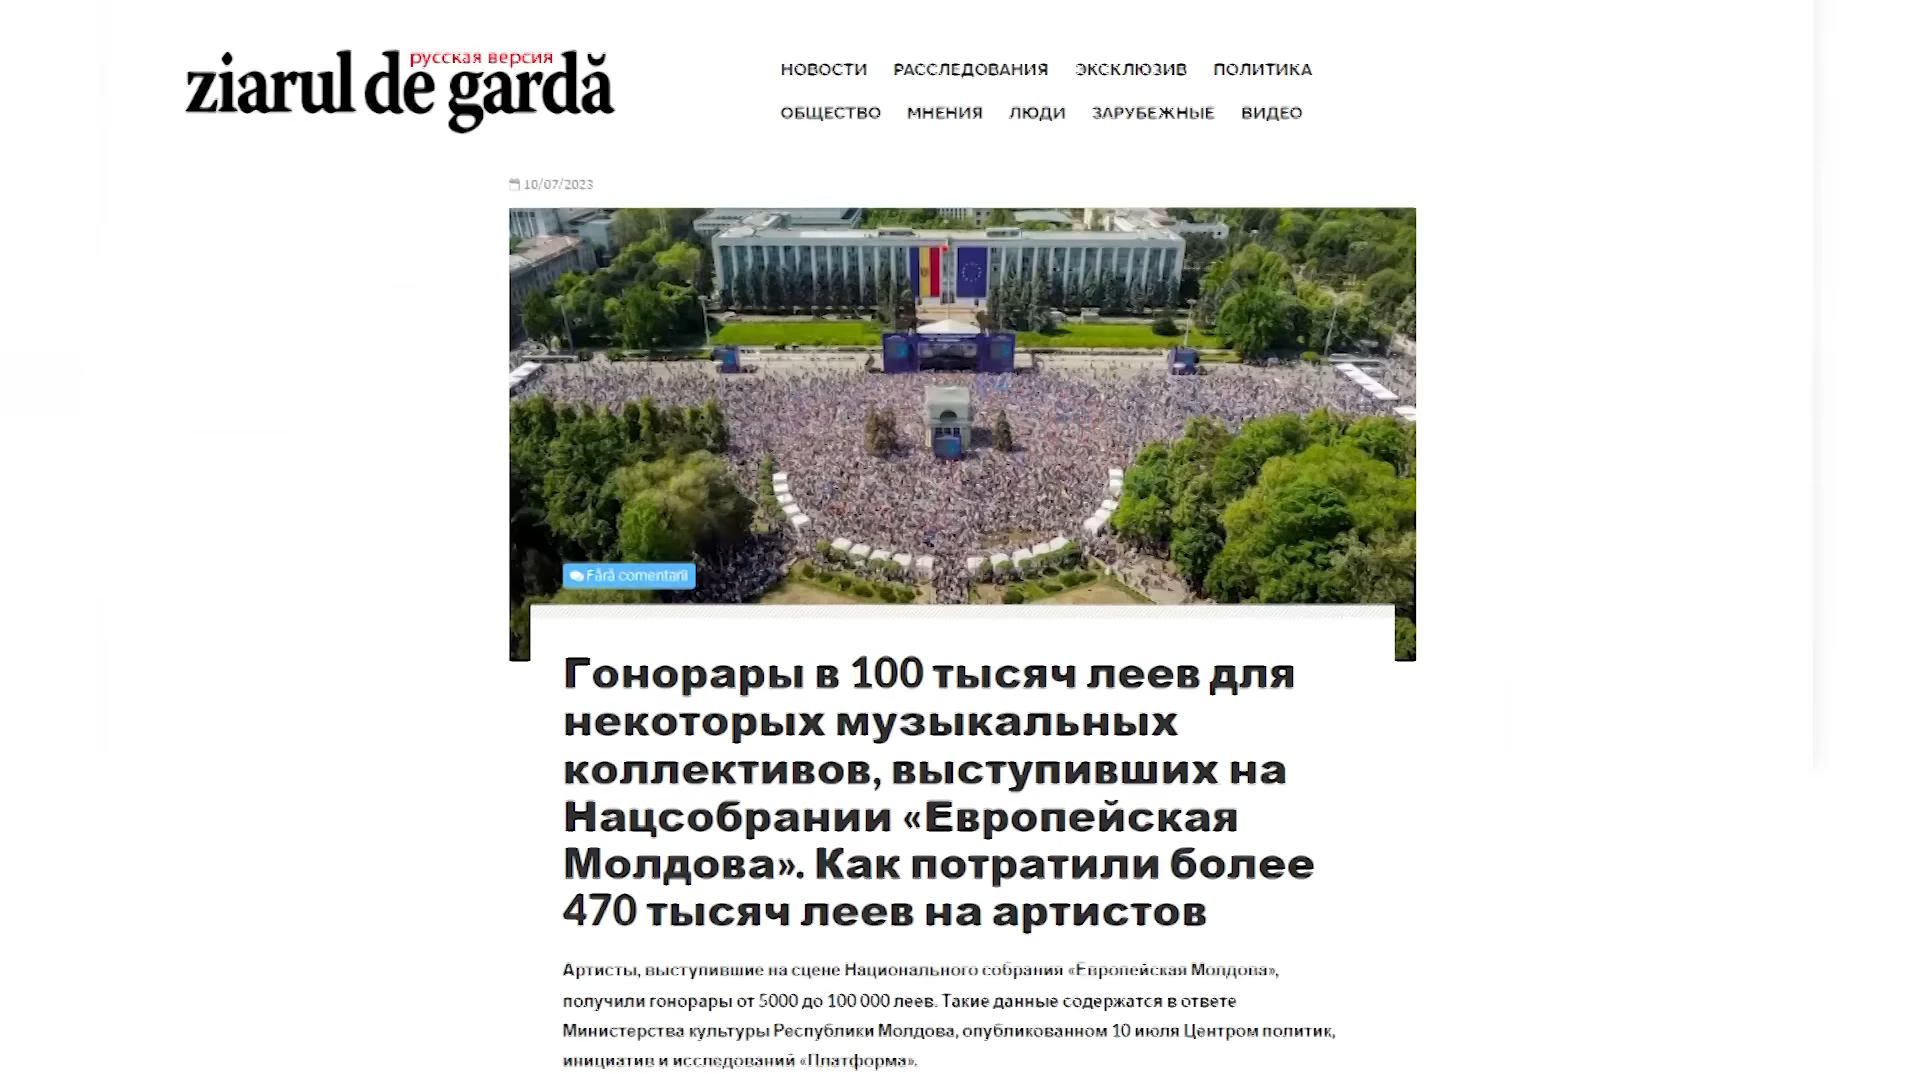 русская версия
ziarul de gardă
НОВОСТИ РАССЛЕДОВАНИЯ ЭКСКЛЮЗИВ ПОЛИТИКА
ОБЩЕСТВО МНЕНИЯ ЛЮДИ ЗАРУБЕЖНЫЕ ВИДЕО
10/07/2023
Fără comentarii
Гонорары в 100 тысяч леев для
некоторых музыкальных
коллективов, выступивших на
Нацсобрании «Европейская
Молдова». Как потратили более
470 тысяч леев на артистов
Артисты, выступившие на сцене Национального собрания «Европейская Молдова»,
получили гонорары от 5000 до 100 000 леев. Такие данные содержатся в ответе
Министерства культуры Республики Молдова, опубликованном 10 июля Центром политик,
инициатив и исследований «Платформа».